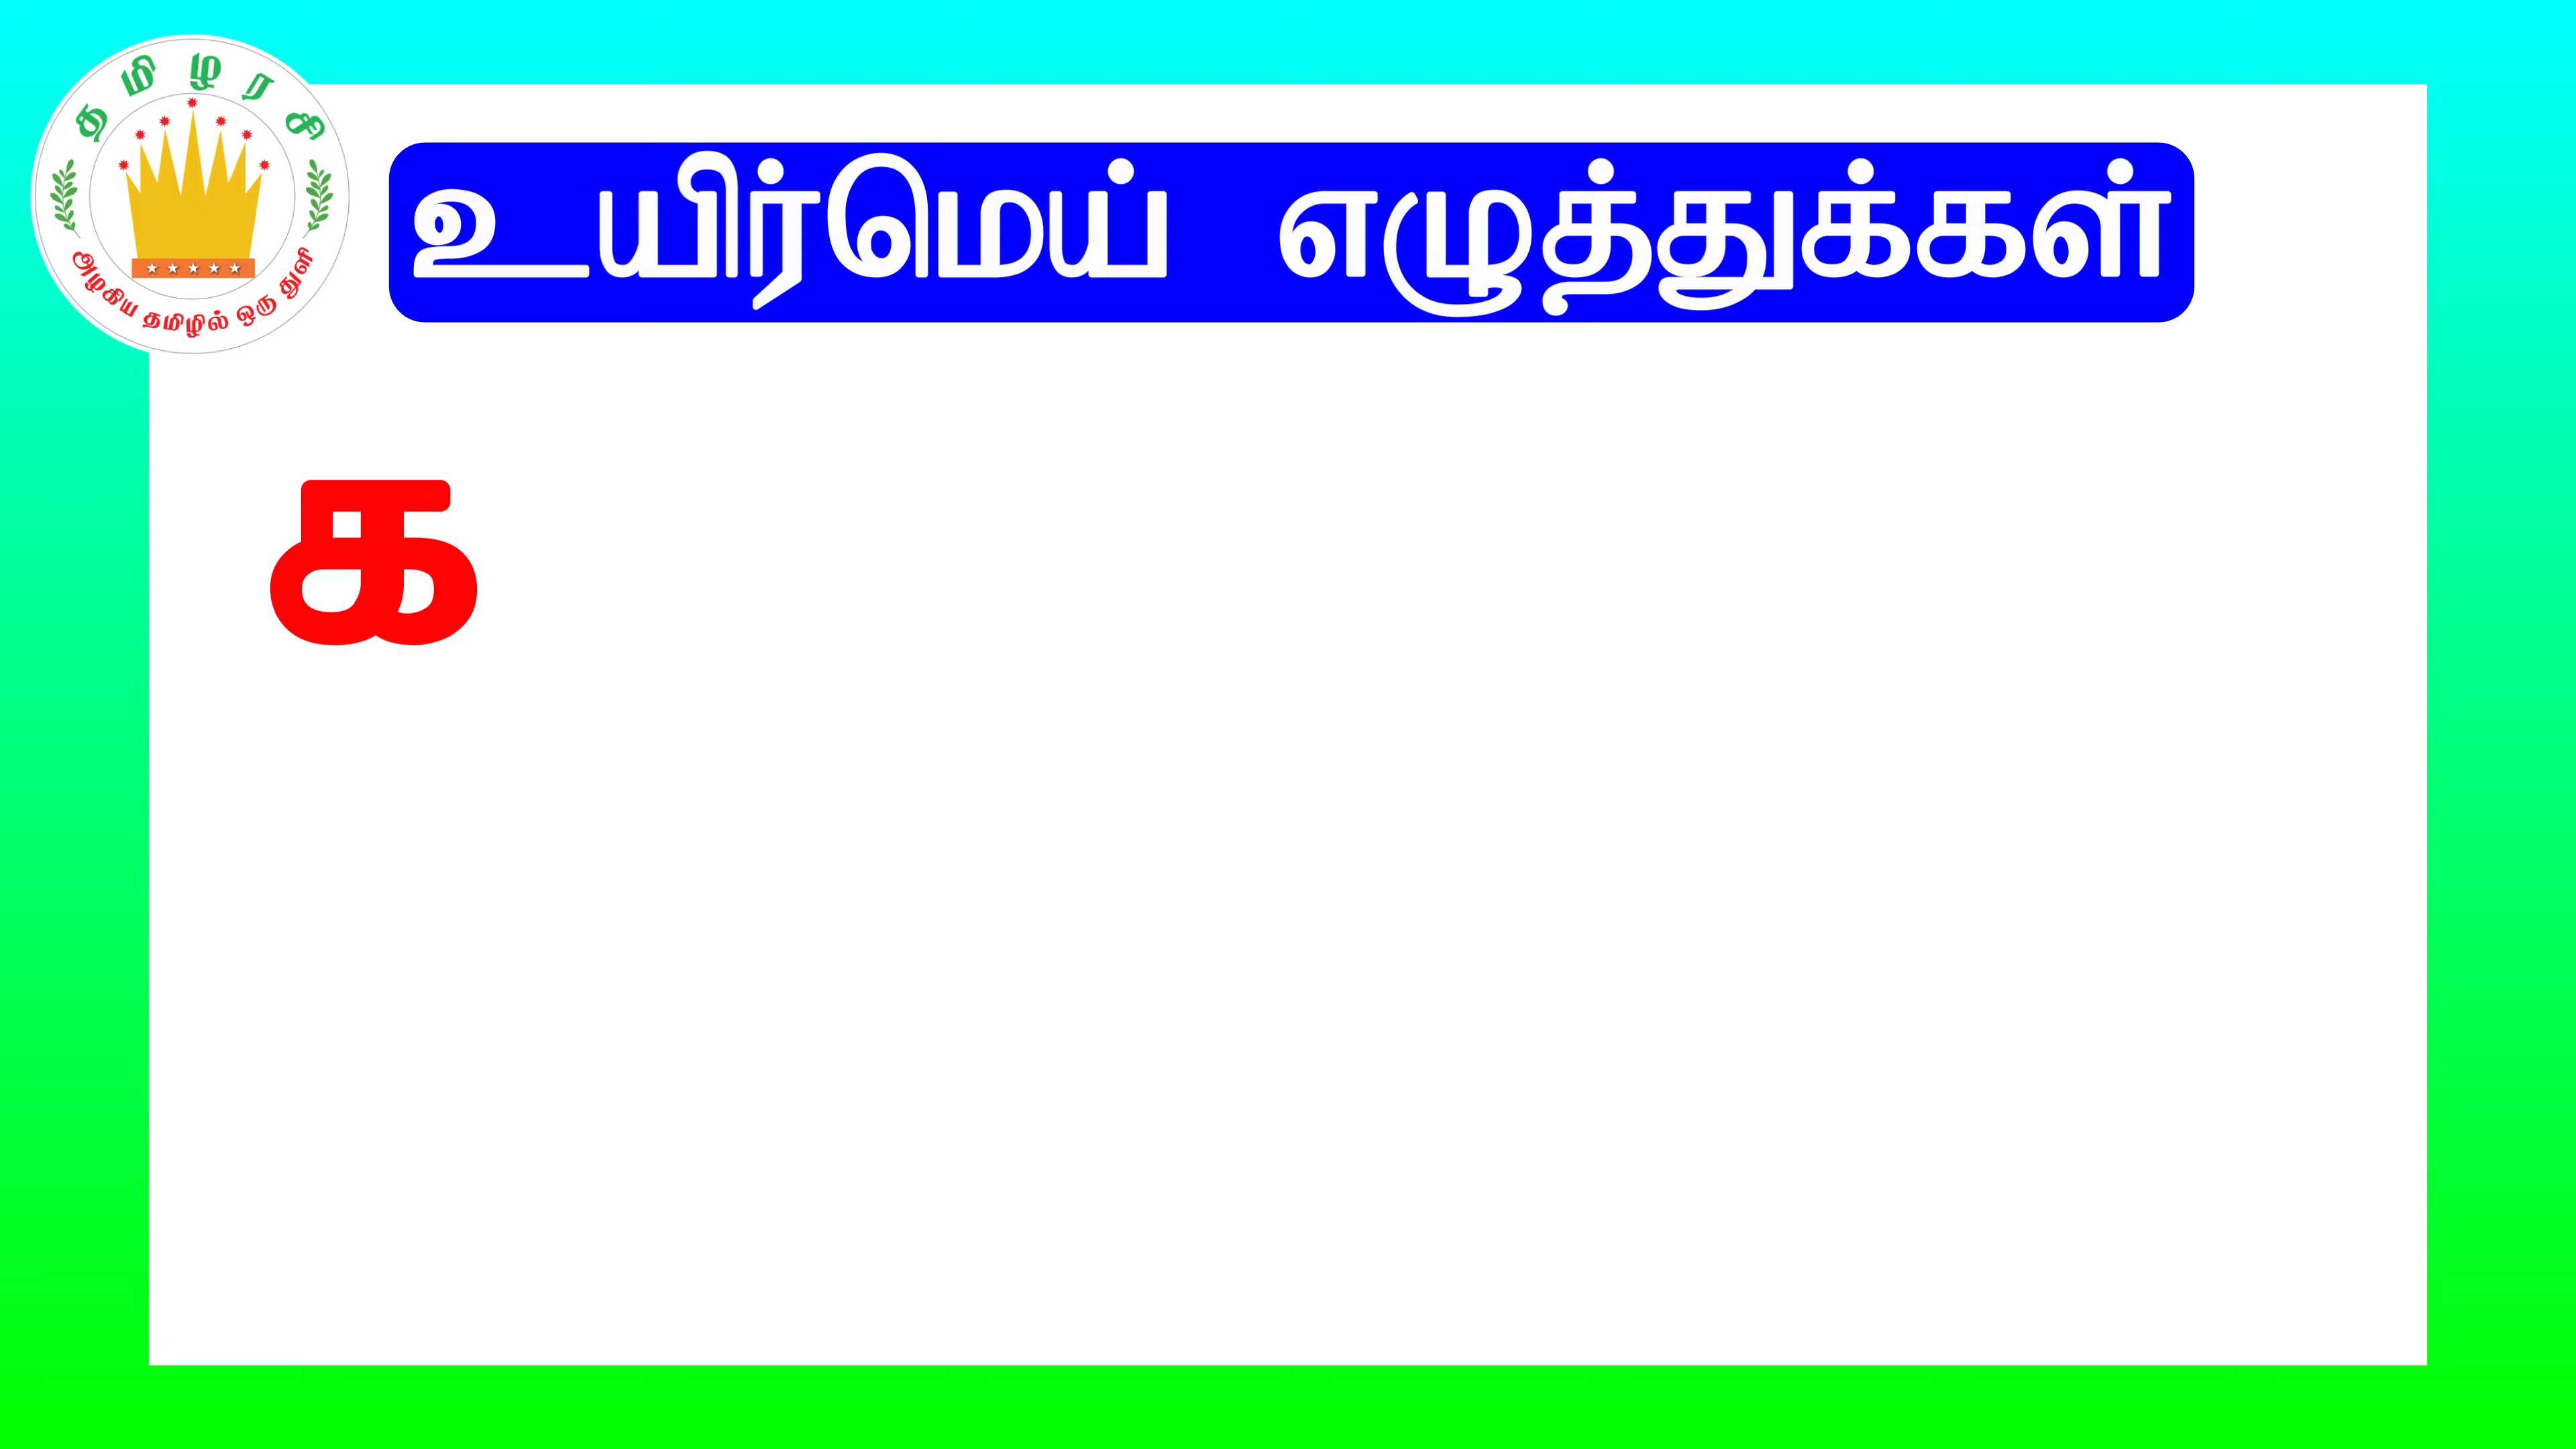 தமிழரசி
அழகிய தமிழில் ஒரு துளி
உயிர்மெய் எழுத்துக்கள்
க